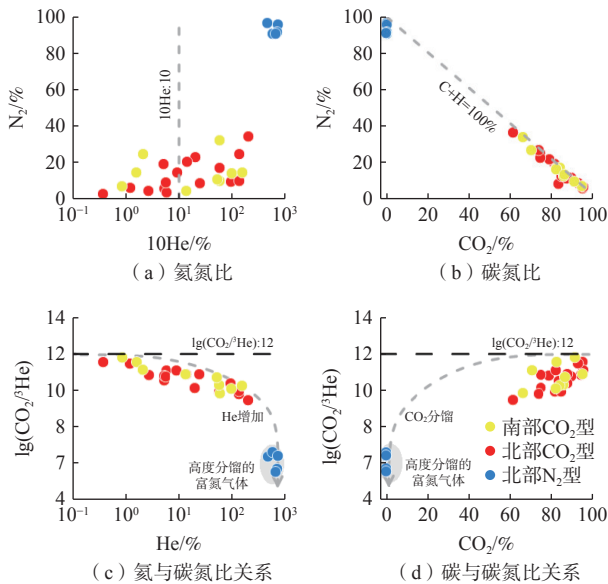 100
80
60
40
20
0
N₂/%
10He:10
10⁻¹ 10⁰ 10¹ 10² 10³
10He/%
（a）氦氮比
100
80
60
40
20
0
N₂/%
C+H=100%
0 20 40 60 80 100
CO₂/%
（b）碳氮比
14
12
10
8
7
4
lg(CO₂/³He)
lg(CO₂/³He):12
He增加
高度分馏的
富氮气体
10⁻¹ 10⁰ 10¹ 10² 10³
He/%
（c）氦与碳氮比关系
14
12
10
8
7
4
lg(CO₂/³He)
lg(CO₂/³He):12
CO₂分馏
高度分馏的
富氮气体
南部CO₂型
北部CO₂型
北部N₂型
0 20 40 60 80 100
CO₂/%
（d）碳与碳氮比关系